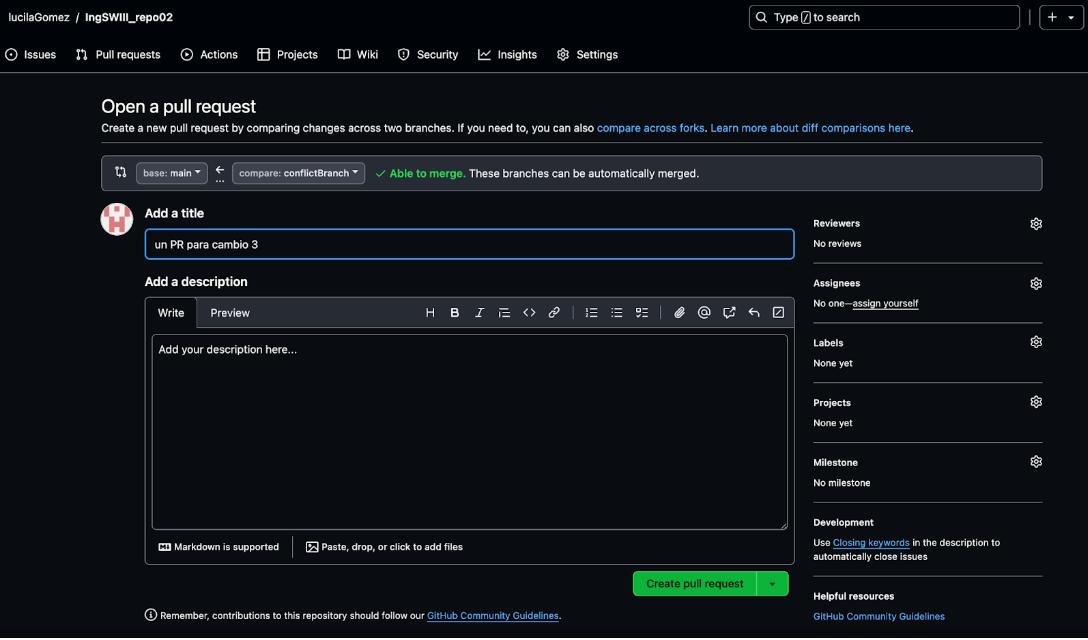 lucilaGomez / IngSWIII_repo02
Type / to search
Issues Pull requests Actions Projects Wiki Security Insights Settings
Open a pull request
Create a new pull request by comparing changes across two branches. If you need to, you can also compare across forks. Learn more about diff comparisons here.
base: main ... compare: conflictBranch Able to merge. These branches can be automatically merged.
Add a title
un PR para cambio 3
Add a description
Write Preview
Add your description here...
Markdown is supported
Paste, drop, or click to add files
Create pull request
Remember, contributions to this repository should follow our GitHub Community Guidelines.
Reviewers
No reviews
Assignees
No one—assign yourself
Labels
None yet
Projects
None yet
Milestone
No milestone
Development
Use Closing keywords in the description to
automatically close issues
Helpful resources
GitHub Community Guidelines